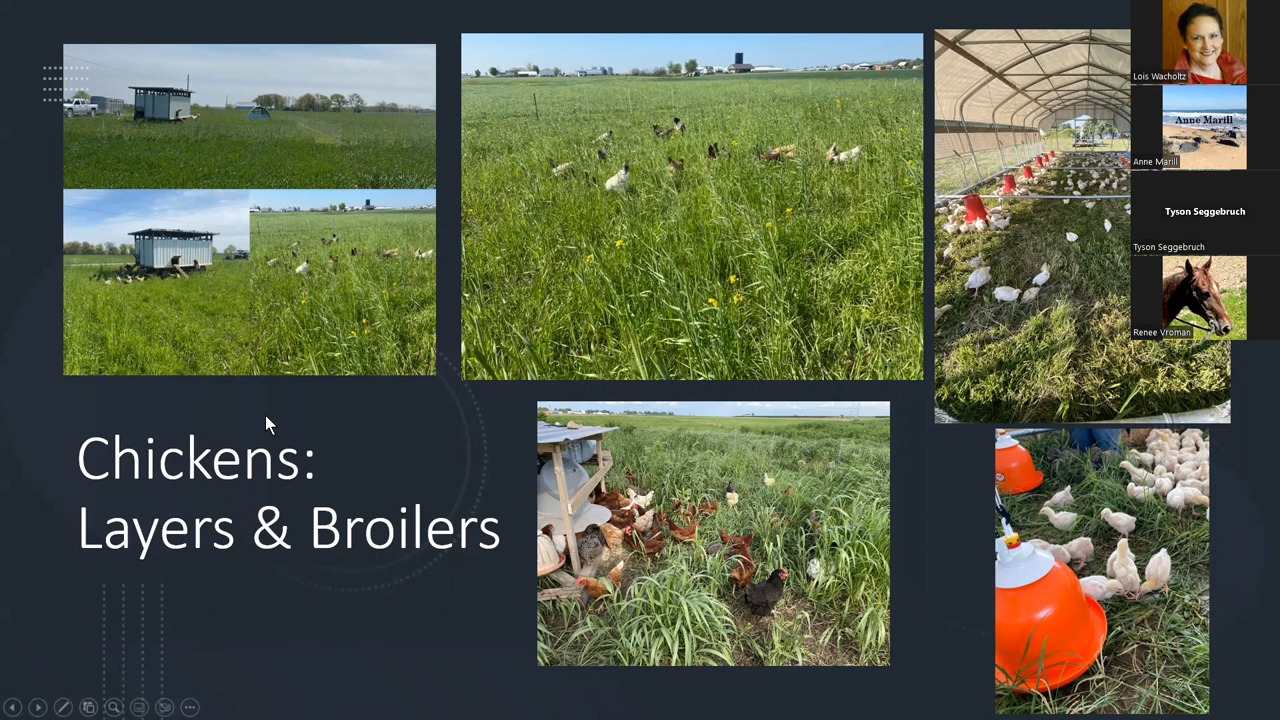 Chickens:
Layers & Broilers
Lois Wacholtz
Anne Marill
Anne Marill
Tyson Seggebruch
Tyson Seggebruch
Renee Vroman